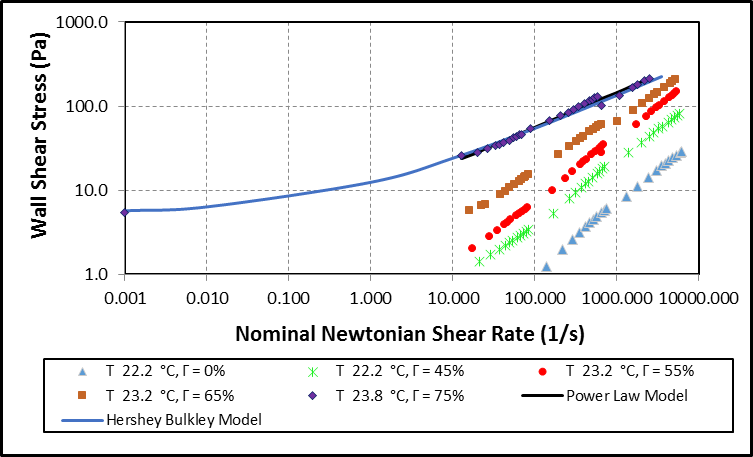 1000.0
100.0
10.0
1.0
Wall Shear Stress (Pa)
0.001 0.010 0.100 1.000 10.000 100.000 1000.000 10000.000
Nominal Newtonian Shear Rate (1/s)
T 22.2 °C, Γ = 0% T 22.2 °C, Γ = 45% T 23.2 °C, Γ = 55%
T 23.2 °C, Γ = 65% T 23.8 °C, Γ = 75% Power Law Model
Hershey Bulkley Model